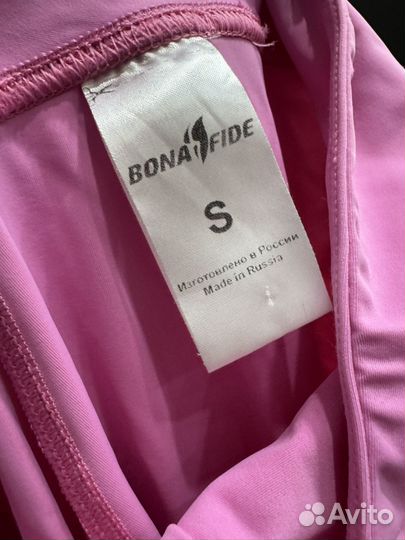 BONA FIDE
S
Изготовлено в России
Made in Russia
Avito